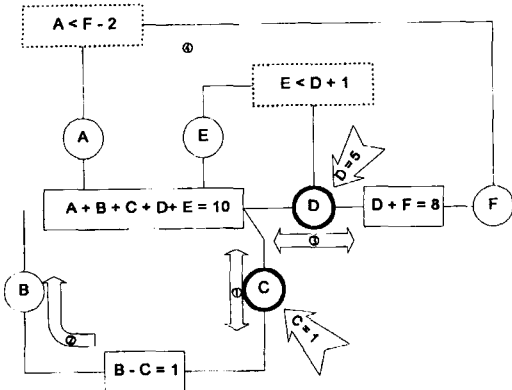 A < F - 2
④
E < D + 1
A
E
D = 5
A + B + C + D+ E = 10
D
D + F = 8
F
③
B
①
C
②
C = 1
B - C = 1